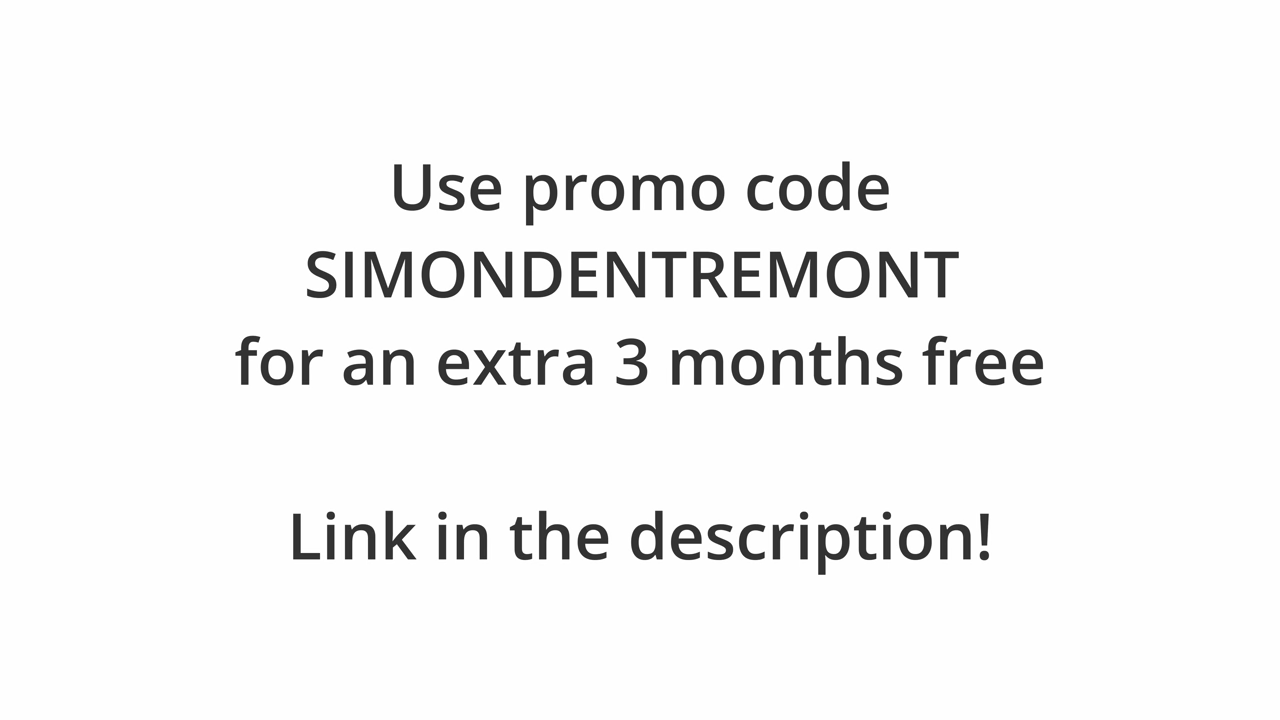 Use promo code
SIMONDENTREMONT
for an extra 3 months free
Link in the description!